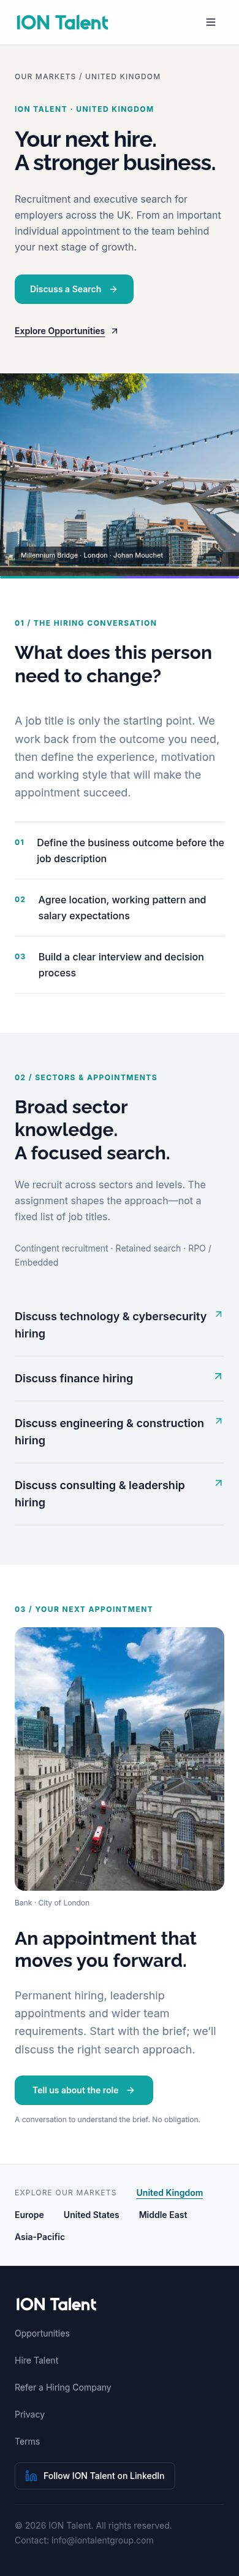 ION Talent
OUR MARKETS / UNITED KINGDOM
ION TALENT · UNITED KINGDOM
Your next hire.
A stronger business.
Recruitment and executive search for
employers across the UK. From an important
individual appointment to the team behind
your next stage of growth.
Discuss a Search →
Explore Opportunities ↗
Millennium Bridge · London · Johan Mouchet
01 / THE HIRING CONVERSATION
What does this person
need to change?
A job title is only the starting point. We
work back from the outcome you need,
then define the experience, motivation
and working style that will make the
appointment succeed.
01 Define the business outcome before the
job description
02 Agree location, working pattern and
salary expectations
03 Build a clear interview and decision
process
02 / SECTORS & APPOINTMENTS
Broad sector
knowledge.
A focused search.
We recruit across sectors and levels. The
assignment shapes the approach—not a
fixed list of job titles.
Contingent recruitment · Retained search · RPO /
Embedded
Discuss technology & cybersecurity ↗
hiring
Discuss finance hiring ↗
Discuss engineering & construction ↗
hiring
Discuss consulting & leadership ↗
hiring
03 / YOUR NEXT APPOINTMENT
Bank · City of London
An appointment that
moves you forward.
Permanent hiring, leadership
appointments and wider team
requirements. Start with the brief; we'll
discuss the right search approach.
Tell us about the role →
A conversation to understand the brief. No obligation.
EXPLORE OUR MARKETS United Kingdom
Europe United States Middle East
Asia-Pacific
ION Talent
Opportunities
Hire Talent
Refer a Hiring Company
Privacy
Terms
Follow ION Talent on LinkedIn
© 2026 ION Talent. All rights reserved.
Contact: info@iontalentgroup.com